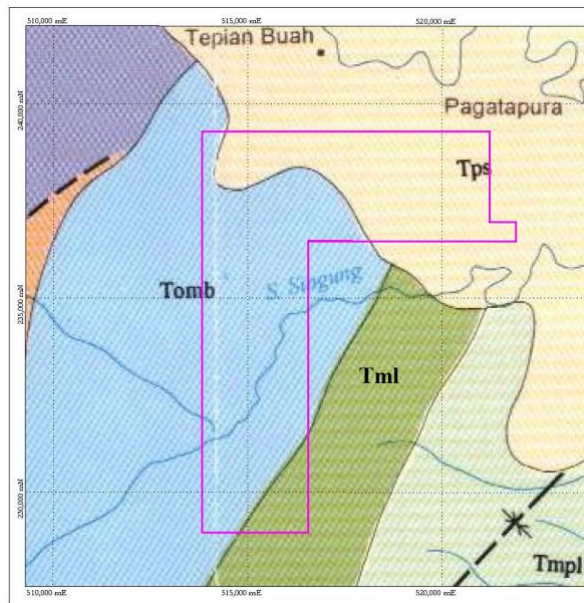 510,000 mE
515,000 mE
520,000 mE
Tepian Buah
240,000 mN
Pagatapura
Tps
Tomb
S. Siagung
235,000 mN
Tml
230,000 mN
Tmpl
510,000 mE
515,000 mE
520,000 mE